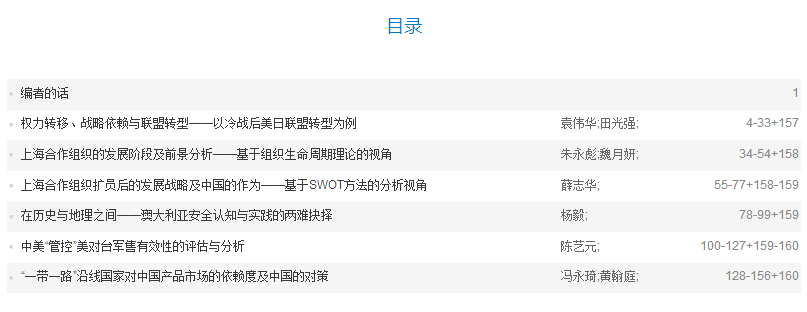 目录
编者的话 1
权力转移、战略依赖与联盟转型——以冷战后美日联盟转型为例 袁伟华;田光强; 4-33+157
上海合作组织的发展阶段及前景分析——基于组织生命周期理论的视角 朱永彪;魏月妍; 34-54+158
上海合作组织扩员后的发展战略及中国的作为——基于SWOT方法的分析视角 薛志华; 55-77+158-159
在历史与地理之间——澳大利亚安全认知与实践的两难抉择 杨毅; 78-99+159
中美“管控”美对台军售有效性的评估与分析 陈艺元; 100-127+159-160
“一带一路”沿线国家对中国产品市场的依赖度及中国的对策 冯永琦;黄翰庭; 128-156+160